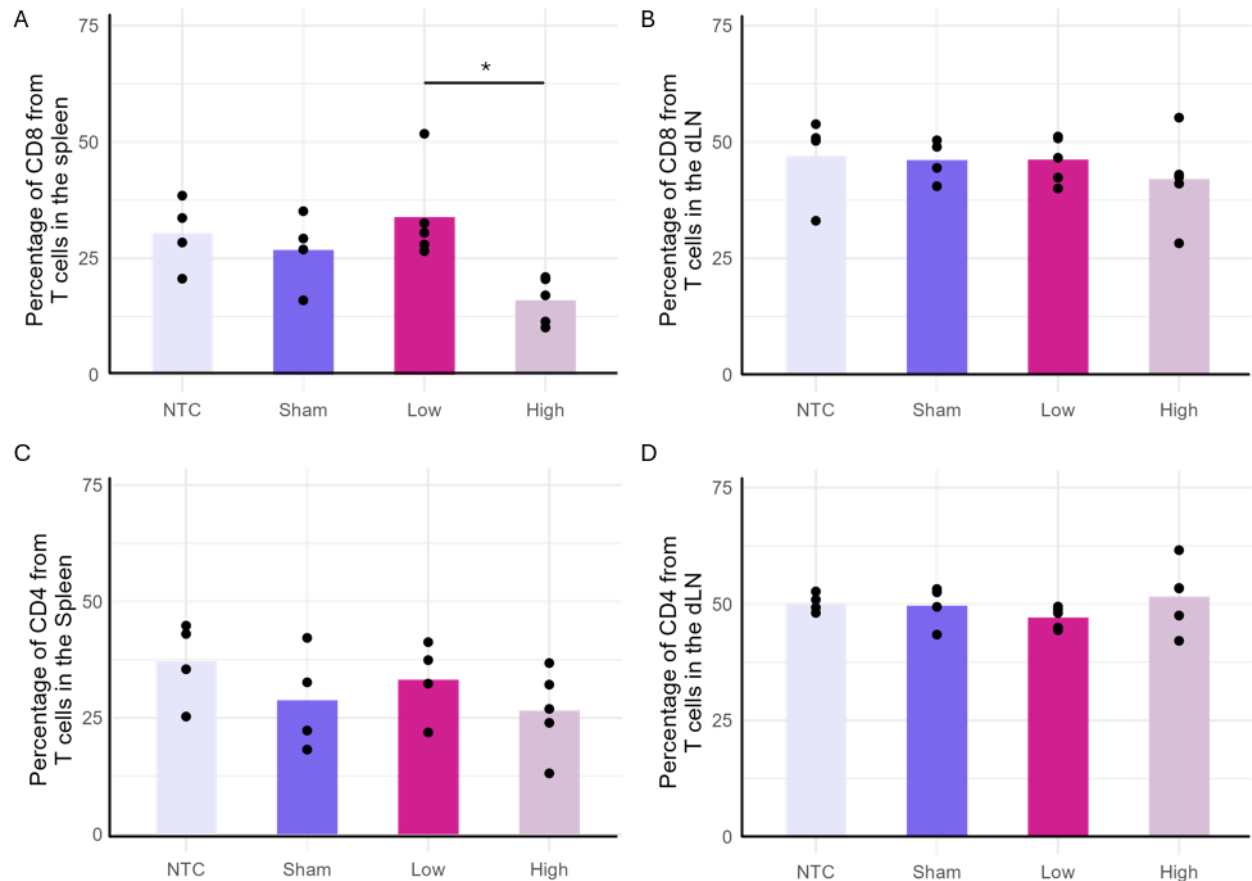 A
Percentage of CD8 from
T cells in the spleen
75
50
25
0
*
NTC Sham Low High
B
Percentage of CD8 from
T cells in the dLN
75
50
25
0
NTC Sham Low High
C
Percentage of CD4 from
T cells in the Spleen
75
50
25
0
NTC Sham Low High
D
Percentage of CD4 from
T cells in the dLN
75
50
25
0
NTC Sham Low High